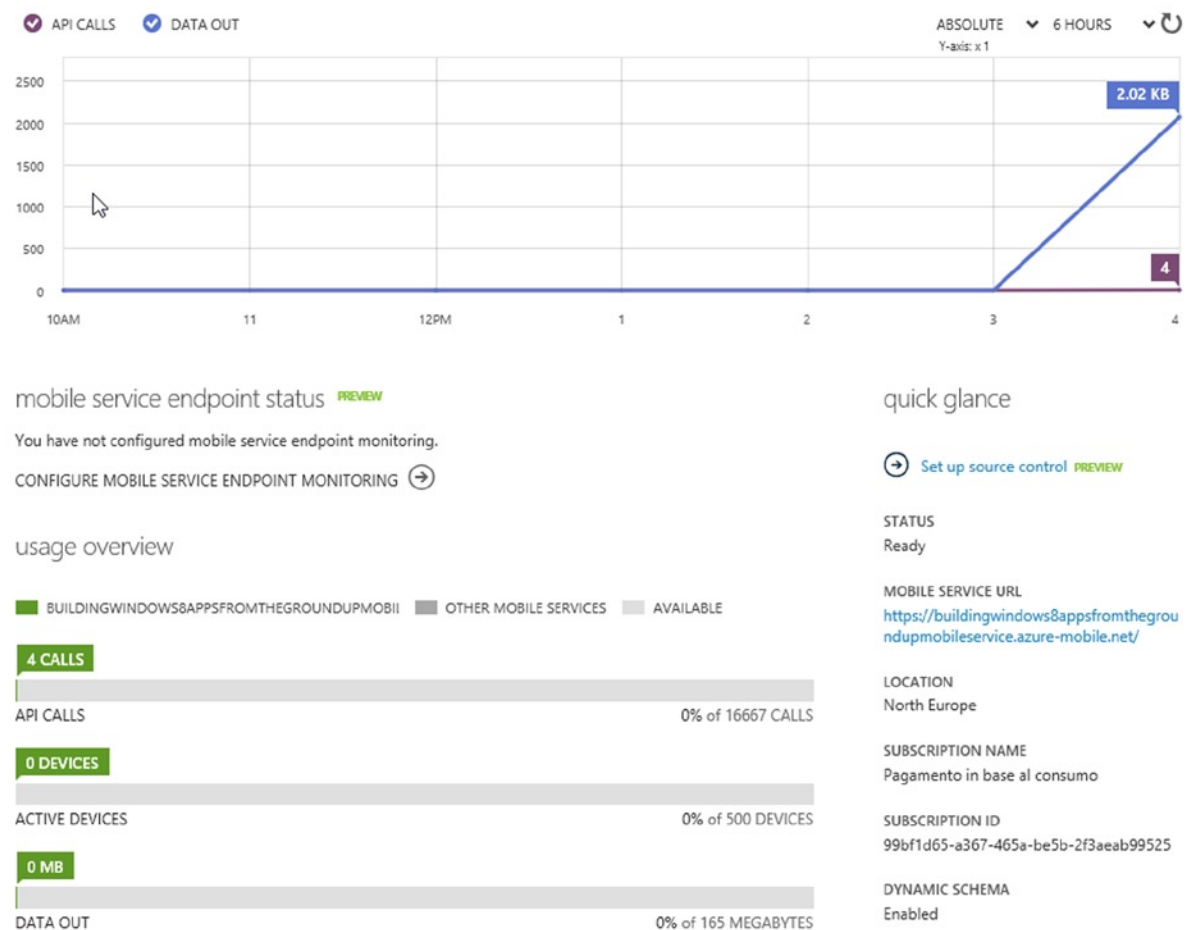 API CALLS DATA OUT ABSOLUTE 6 HOURS
Y-axis: x 1
2500
2.02 KB
2000
1500
1000
500
4
0
10AM 11 12PM 1 2 3 4
mobile service endpoint status PREVIEW
You have not configured mobile service endpoint monitoring.
CONFIGURE MOBILE SERVICE ENDPOINT MONITORING
usage overview
BUILDINGWINDOWS8APPSFROMTHEGROUNDUPMOBII OTHER MOBILE SERVICES AVAILABLE
4 CALLS
API CALLS 0% of 16667 CALLS
0 DEVICES
ACTIVE DEVICES 0% of 500 DEVICES
0 MB
DATA OUT 0% of 165 MEGABYTES
quick glance
Set up source control PREVIEW
STATUS
Ready
MOBILE SERVICE URL
https://buildingwindows8appsfromthegrou
ndupmobileservice.azure-mobile.net/
LOCATION
North Europe
SUBSCRIPTION NAME
Pagamento in base al consumo
SUBSCRIPTION ID
99bf1d65-a367-465a-be5b-2f3aeab99525
DYNAMIC SCHEMA
Enabled